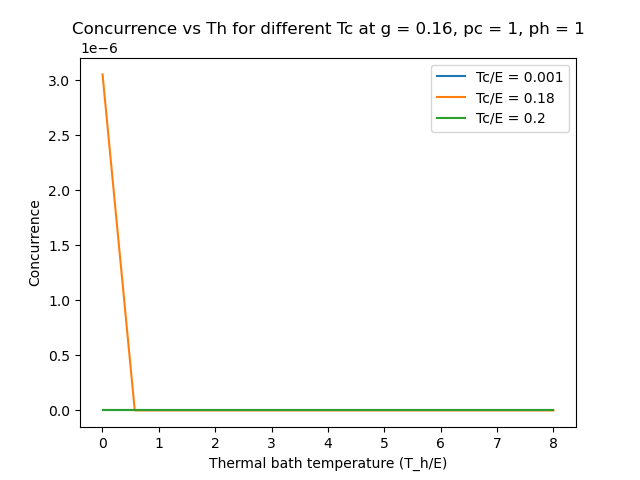 Concurrence vs Th for different Tc at g = 0.16, pc = 1, ph = 1
1e−6
3.0
2.5
2.0
1.5
1.0
0.5
0.0
Concurrence
Tc/E = 0.001
Tc/E = 0.18
Tc/E = 0.2
0 1 2 3 4 5 6 7 8
Thermal bath temperature (T_h/E)